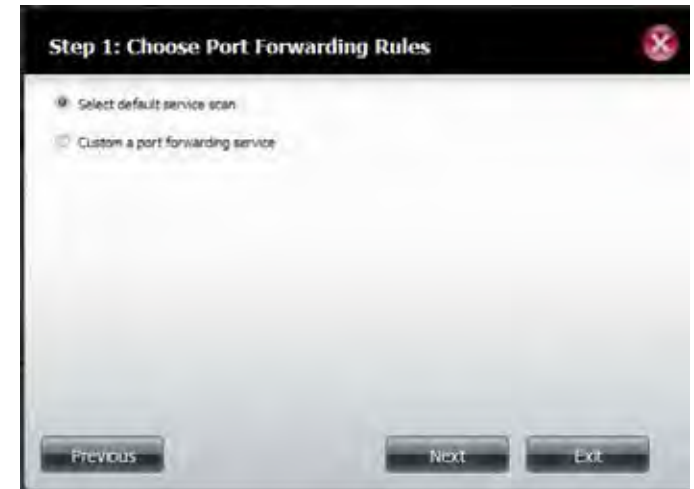 Step 1: Choose Port Forwarding Rules
Select default service scan
Custom a port forwarding service
Previous Next Exit